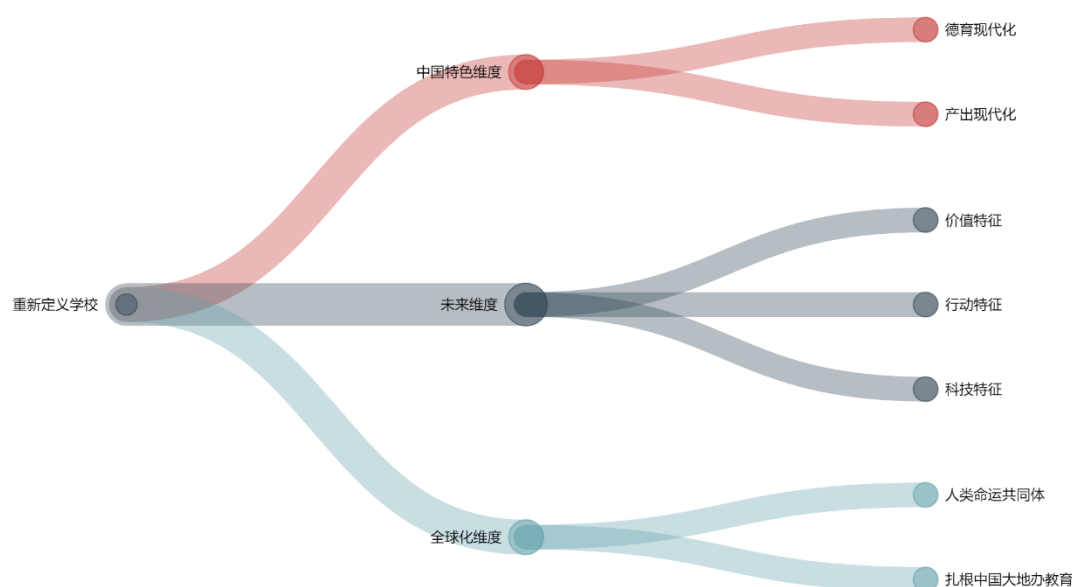 重新定义学校
中国特色维度
德育现代化
产出现代化
未来维度
价值特征
行动特征
科技特征
全球化维度
人类命运共同体
扎根中国大地办教育